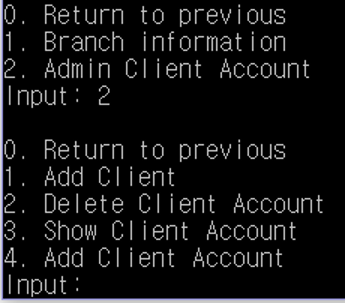 0. Return to previous
1. Branch information
2. Admin Client Account
Input: 2
0. Return to previous
1. Add Client
2. Delete Client Account
3. Show Client Account
4. Add Client Account
Input: